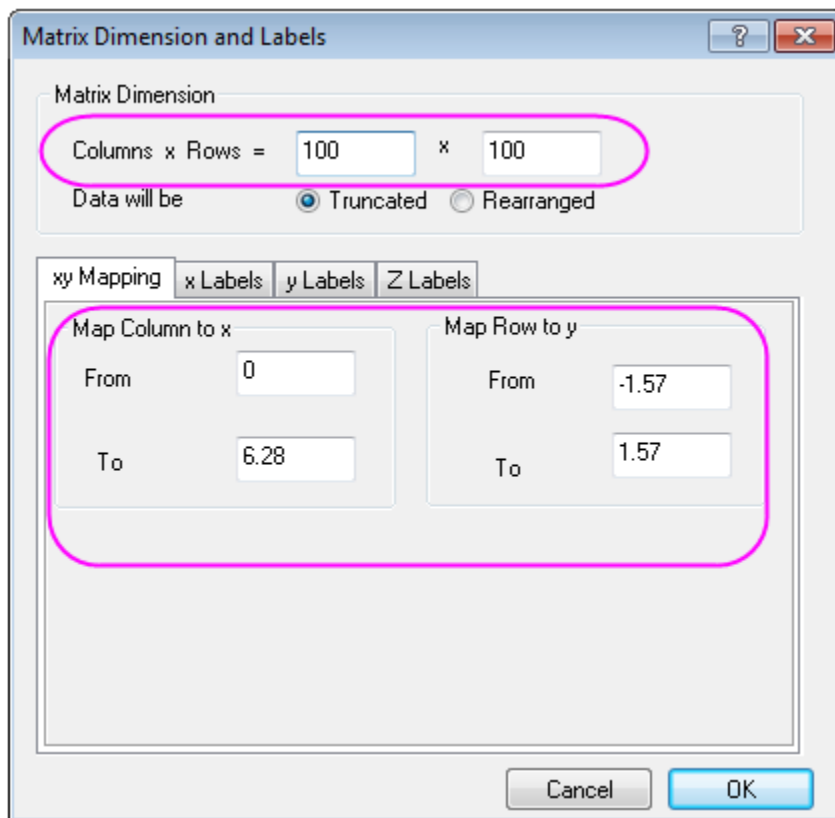 Matrix Dimension and Labels
Matrix Dimension
Columns x Rows = 100 x 100
Data will be Truncated Rearranged
xy Mapping x Labels y Labels Z Labels
Map Column to x Map Row to y
From 0 From -1.57
To 6.28 To 1.57
Cancel OK